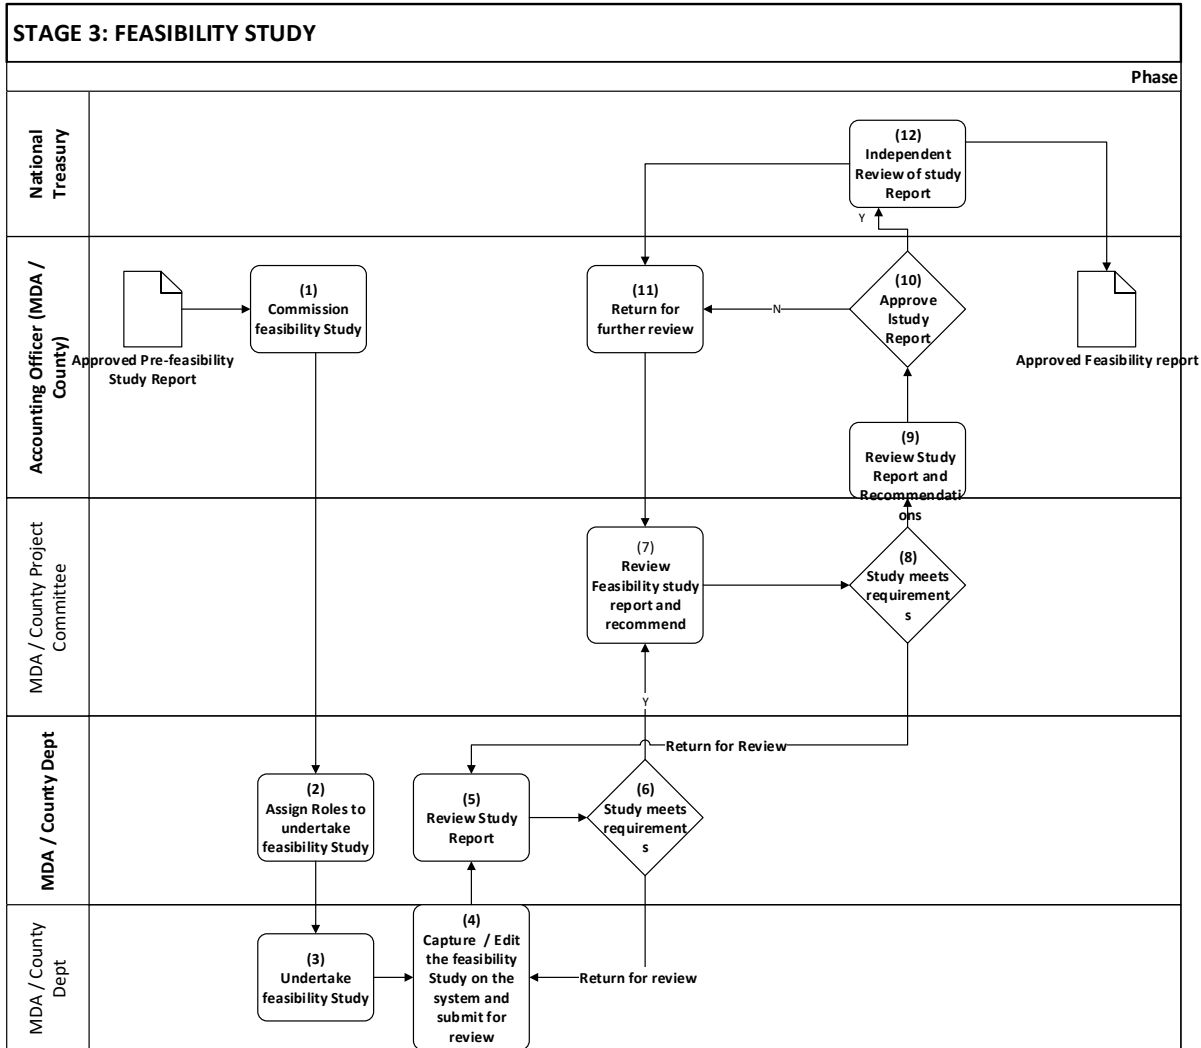 STAGE 3: FEASIBILITY STUDY
Phase
National
Treasury
(12)
Independent
Review of study
Report
Y
Accounting Officer (MDA /
County)
Approved Pre-feasibility
Study Report
(1)
Commission
feasibility Study
(11)
Return for
further review
N
(10)
Approve
Istudy
Report
Approved Feasibility report
(9)
Review Study
Report and
Recommendati
ons
MDA / County Project
Committee
(7)
Review
Feasibility study
report and
recommend
(8)
Study meets
requirement
s
Y
MDA / County Dept
Return for Review
(2)
Assign Roles to
undertake
feasibility Study
(5)
Review Study
Report
(6)
Study meets
requirement
s
MDA / County
Dept
(3)
Undertake
feasibility Study
(4)
Capture / Edit
the feasibility
Study on the
system and
submit for
review
Return for review